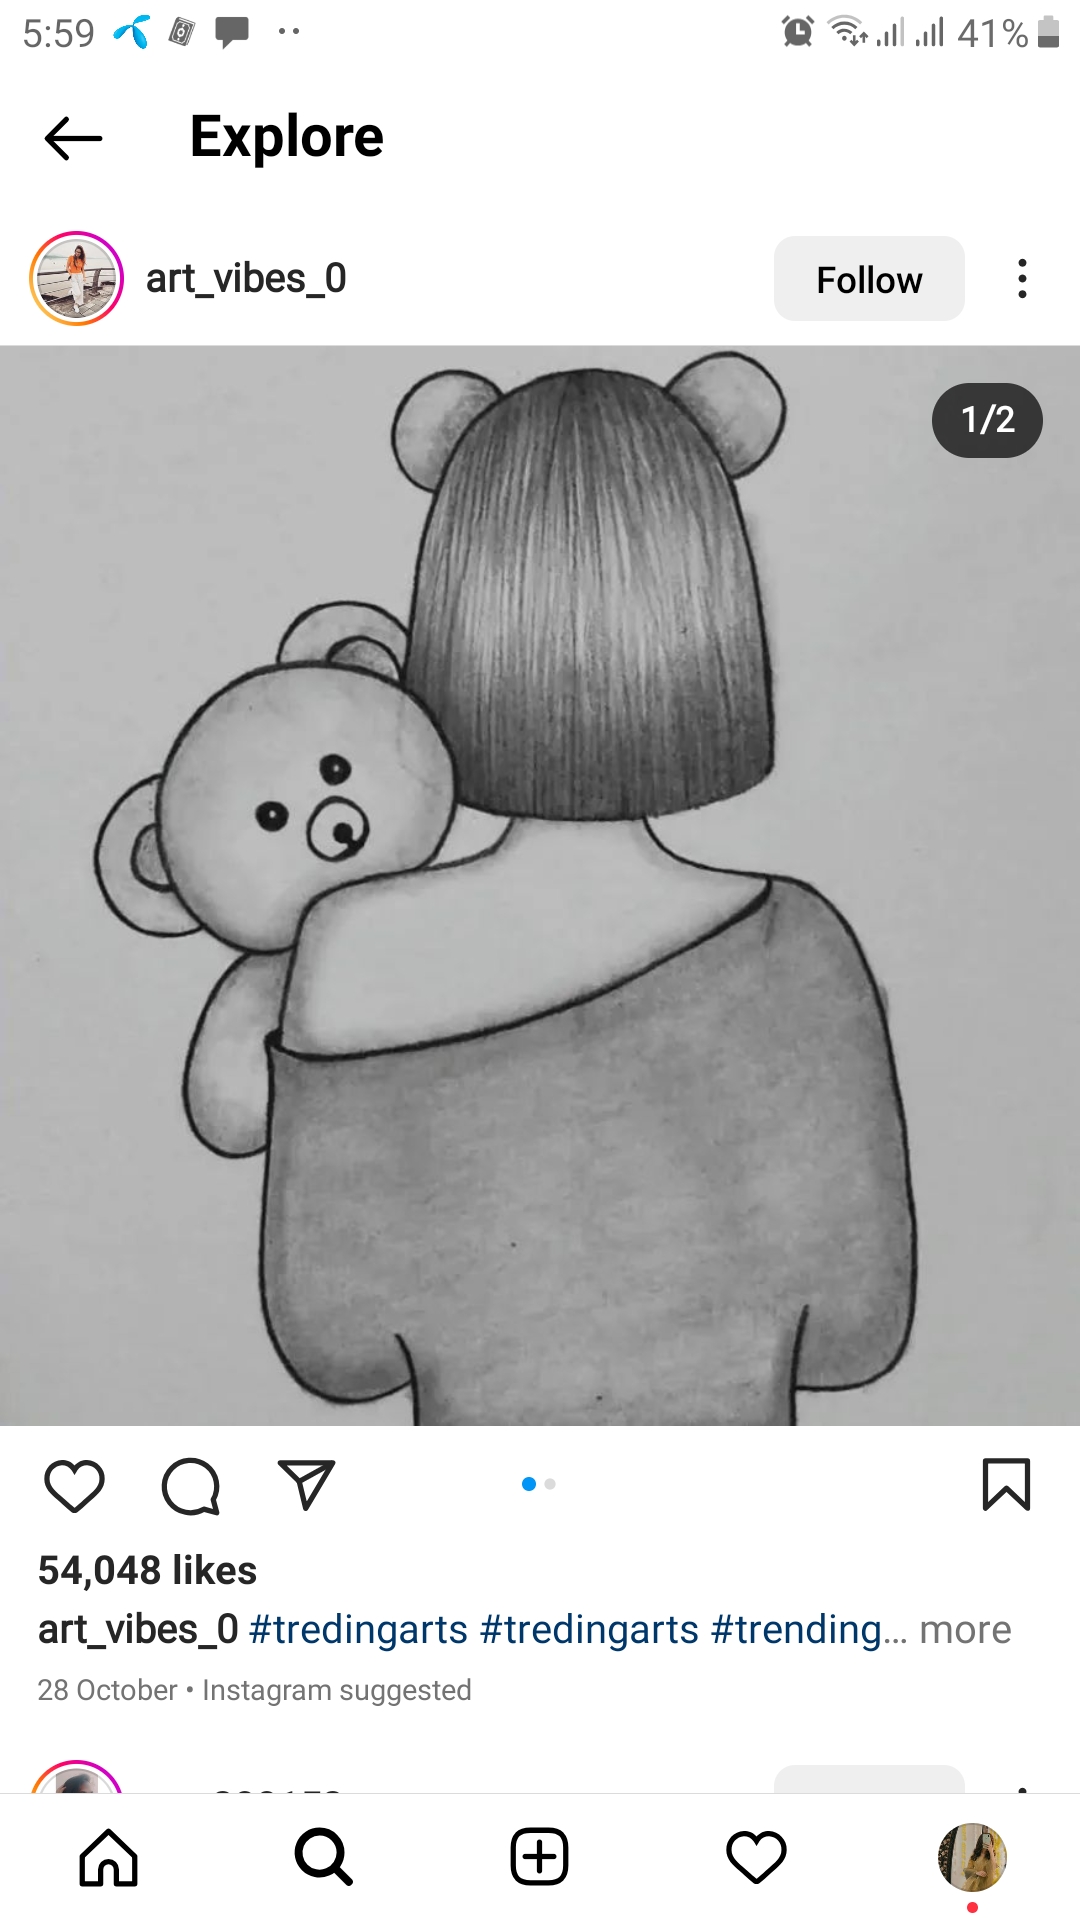 5:59 41%
Explore
art_vibes_0 Follow
1/2
54,048 likes
art_vibes_0 #tredingarts #tredingarts #trending... more
28 October • Instagram suggested